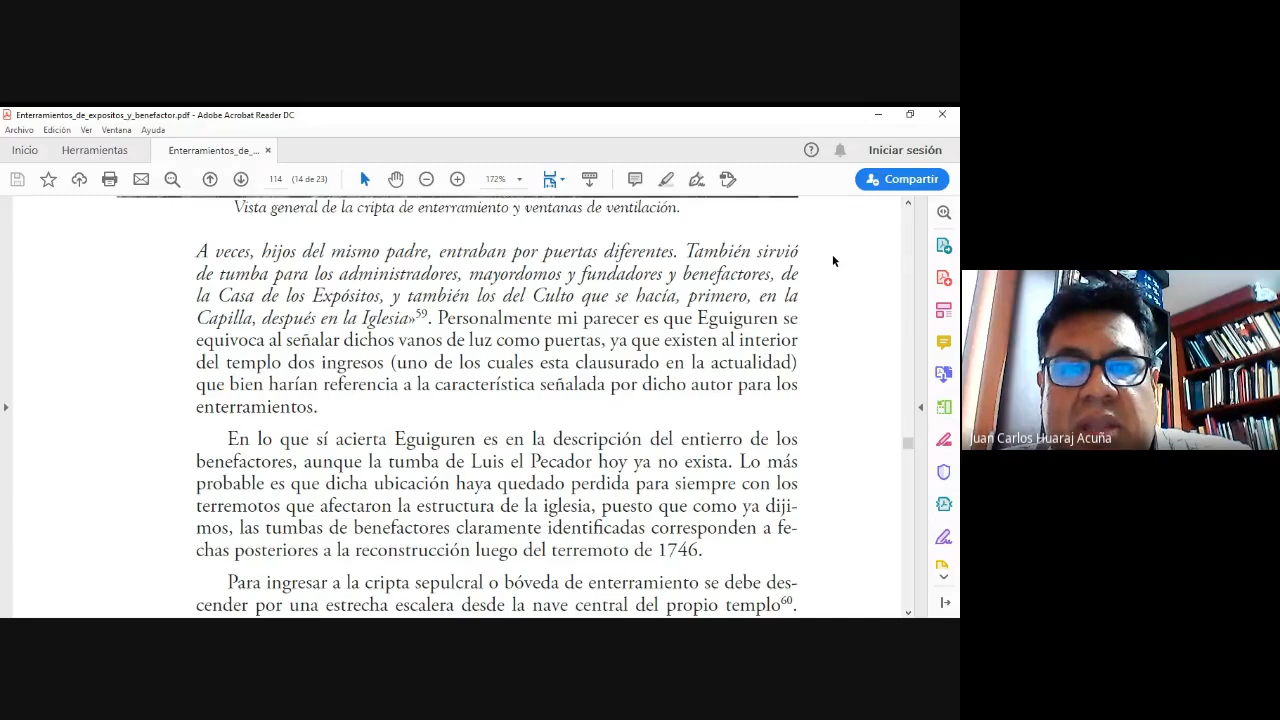 Enterramientos_de_expositos_y_benefactor.pdf - Adobe Acrobat Reader DC
Archivo Edición Ver Ventana Ayuda
Inicio Herramientas Enterramientos_de_... × Iniciar sesión
114 (14 de 23) 172% Compartir
Vista general de la cripta de enterramiento y ventanas de ventilación.
A veces, hijos del mismo padre, entraban por puertas diferentes. También sirvió
de tumba para los administradores, mayordomos y fundadores y benefactores, de
la Casa de los Expósitos, y también los del Culto que se hacía, primero, en la
Capilla, después en la Iglesia»59. Personalmente mi parecer es que Eguiguren se
equivoca al señalar dichos vanos de luz como puertas, ya que existen al interior
del templo dos ingresos (uno de los cuales esta clausurado en la actualidad)
que bien harían referencia a la característica señalada por dicho autor para los
enterramientos.
En lo que sí acierta Eguiguren es en la descripción del entierro de los
benefactores, aunque la tumba de Luis el Pecador hoy ya no exista. Lo más
probable es que dicha ubicación haya quedado perdida para siempre con los
terremotos que afectaron la estructura de la iglesia, puesto que como ya diji-
mos, las tumbas de benefactores claramente identificadas corresponden a fe-
chas posteriores a la reconstrucción luego del terremoto de 1746.
Para ingresar a la cripta sepulcral o bóveda de enterramiento se debe des-
cender por una estrecha escalera desde la nave central del propio templo60.
Juan Carlos Huaraj Acuña